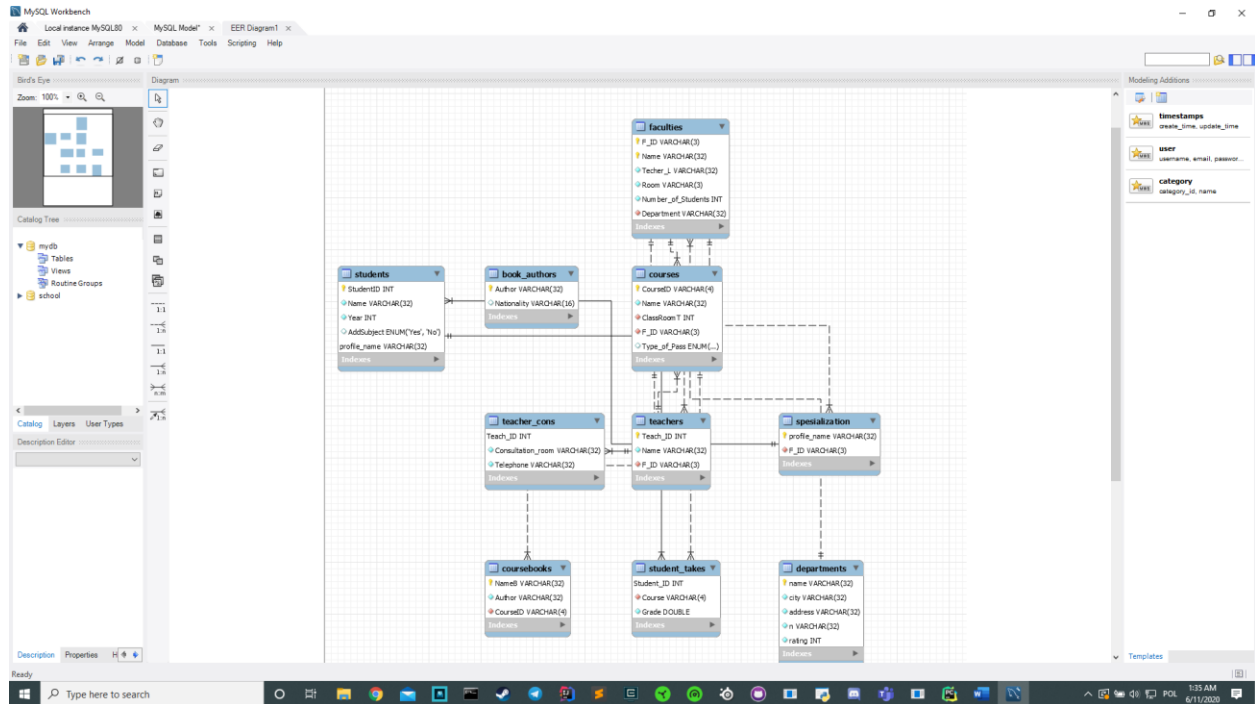 MySQL Workbench
Local instance MySQL80 × MySQL Model* × EER Diagram1 ×
File Edit View Arrange Model Database Tools Scripting Help
Bird's Eye
Zoom: 100%
Catalog Tree
mydb
Tables
Views
Routine Groups
school
Catalog Layers User Types
Description Editor
Description Properties H
Diagram
1:1
1:n
1:1
1:n
n:m
1:n
faculties
F_ID VARCHAR(3)
Name VARCHAR(32)
Techer_L VARCHAR(32)
Room VARCHAR(3)
Number_of_Students INT
Department VARCHAR(32)
Indexes
students
StudentID INT
Name VARCHAR(32)
Year INT
AddSubject ENUM('Yes', 'No')
profile_name VARCHAR(32)
Indexes
book_authors
Author VARCHAR(32)
Nationality VARCHAR(16)
Indexes
courses
CourseID VARCHAR(4)
Name VARCHAR(32)
ClassRoomT INT
F_ID VARCHAR(3)
Type_of_Pass ENUM(...)
Indexes
teacher_cons
Teach_ID INT
Consultation_room VARCHAR(32)
Telephone VARCHAR(32)
Indexes
teachers
Teach_ID INT
Name VARCHAR(32)
F_ID VARCHAR(3)
Indexes
spesialization
profile_name VARCHAR(32)
F_ID VARCHAR(3)
Indexes
coursebooks
NameB VARCHAR(32)
Author VARCHAR(32)
CourseID VARCHAR(4)
Indexes
student_takes
Student_ID INT
Course VARCHAR(4)
Grade DOUBLE
Indexes
departments
name VARCHAR(32)
city VARCHAR(32)
address VARCHAR(32)
n VARCHAR(32)
rating INT
Indexes
Modeling Additions
timestamps
create_time, update_time
user
username, email, passwor...
category
category_id, name
Templates
Ready
Type here to search
POL
1:35 AM
6/11/2020